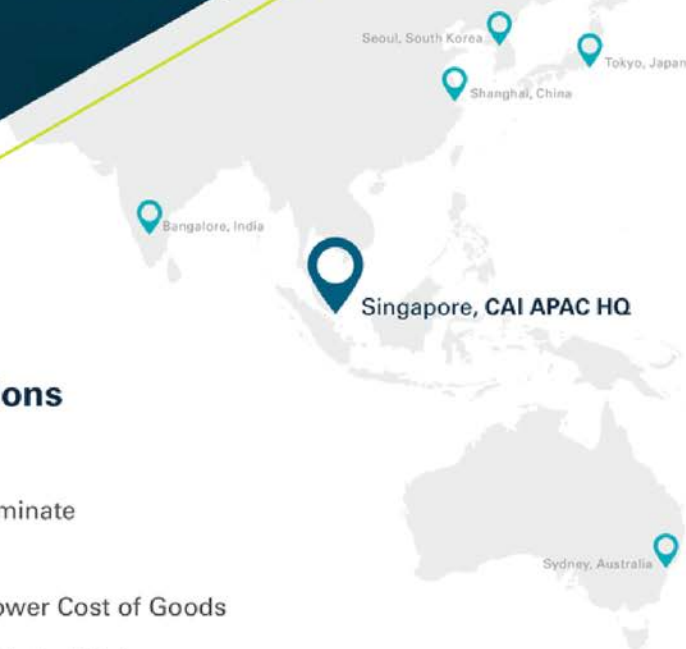 Seoul, South Korea
Tokyo, Japan
Shanghai, China
Bangalore, India
Singapore, CAI APAC HQ
ons
minate
ower Cost of Goods
Sydney, Australia